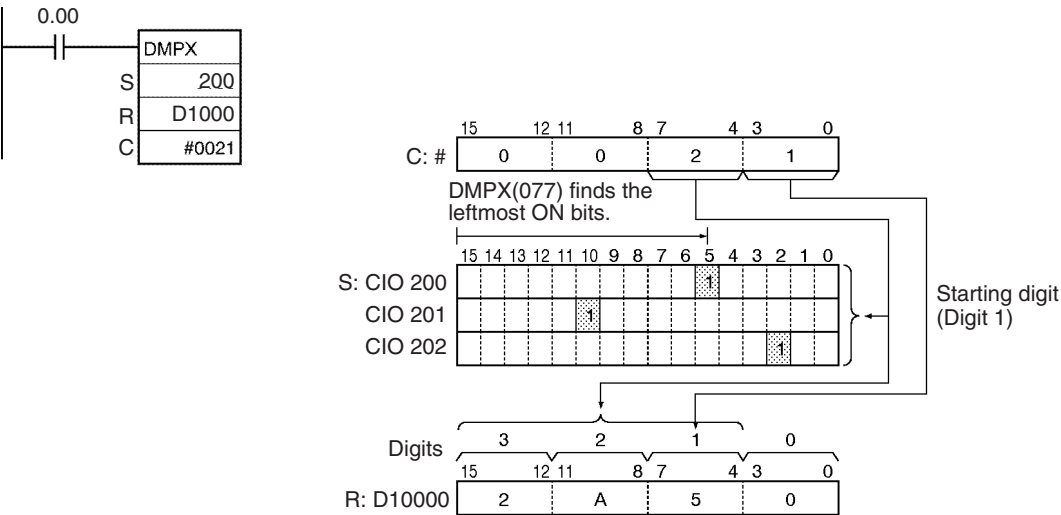 0.00
DMPX
S 200
R D1000
C #0021
15 12 11 8 7 4 3 0
C: # 0 0 2 1
DMPX(077) finds the
leftmost ON bits.
15 14 13 12 11 10 9 8 7 6 5 4 3 2 1 0
S: CIO 200 1
CIO 201 1
CIO 202 1
Starting digit
(Digit 1)
Digits 3 2 1 0
15 12 11 8 7 4 3 0
R: D10000 2 A 5 0